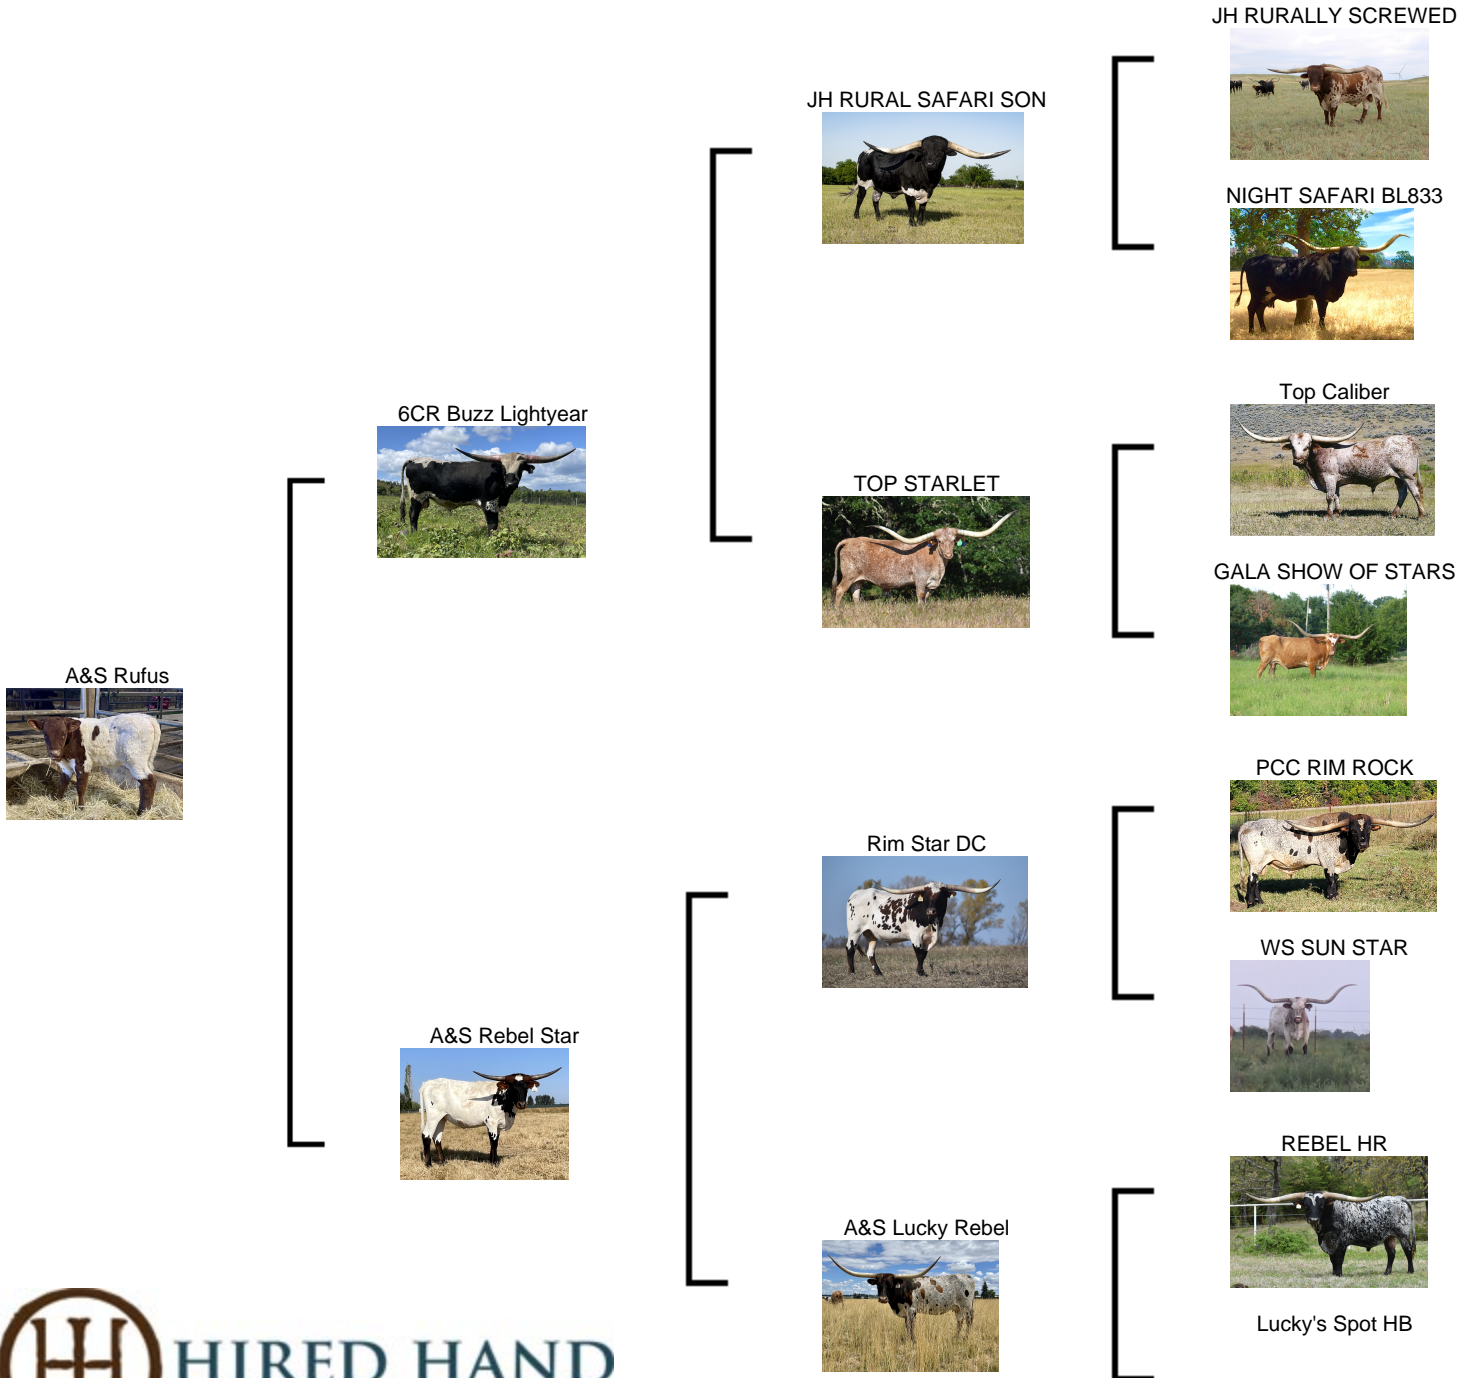 JH RURALLY SCREWED
JH RURAL SAFARI SON
NIGHT SAFARI BL833
Top Caliber
6CR Buzz Lightyear
TOP STARLET
GALA SHOW OF STARS
A&S Rufus
PCC RIM ROCK
Rim Star DC
WS SUN STAR
A&S Rebel Star
REBEL HR
A&S Lucky Rebel
Lucky's Spot HB
HIRED HAND